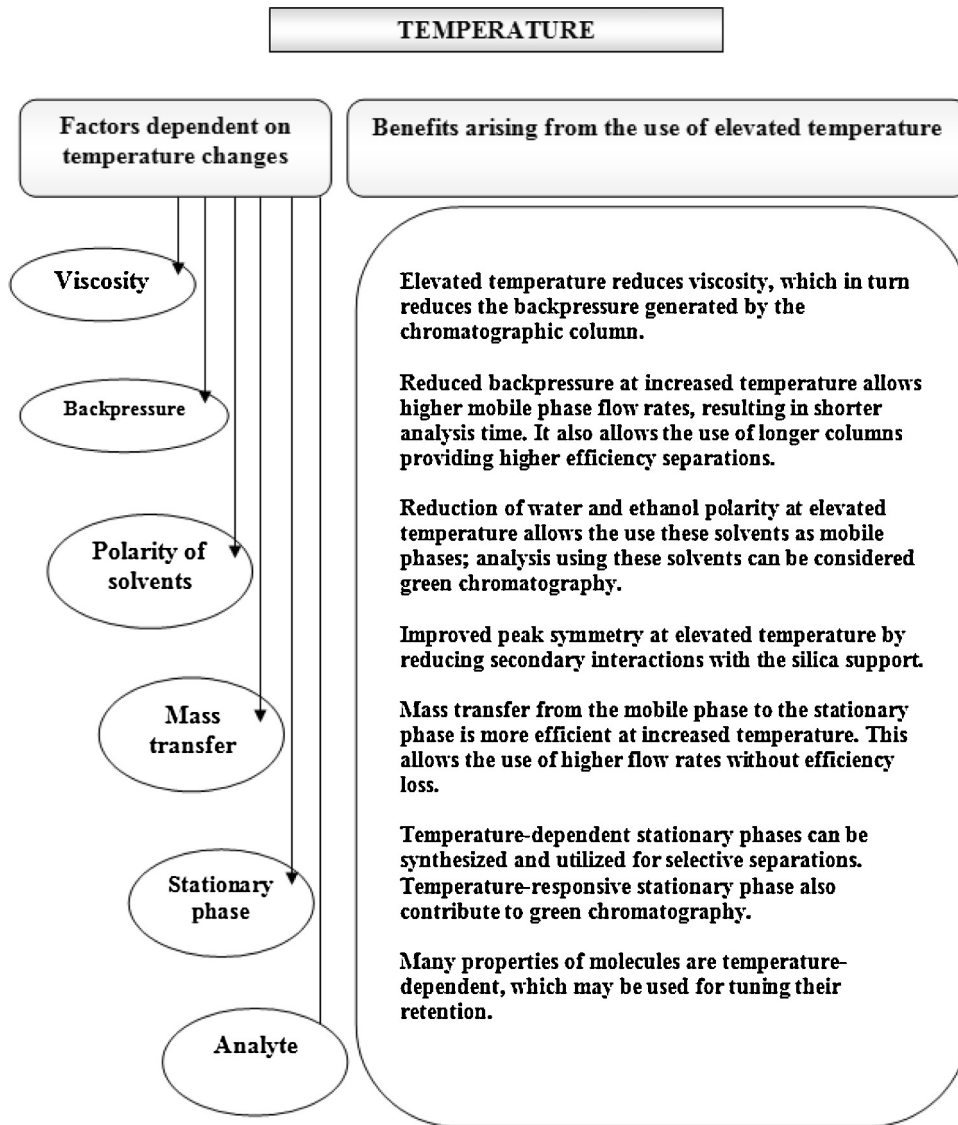 TEMPERATURE
Factors dependent on
temperature changes
Benefits arising from the use of elevated temperature
Viscosity
Backpressure
Polarity of
solvents
Mass
transfer
Stationary
phase
Analyte
Elevated temperature reduces viscosity, which in turn
reduces the backpressure generated by the
chromatographic column.
Reduced backpressure at increased temperature allows
higher mobile phase flow rates, resulting in shorter
analysis time. It also allows the use of longer columns
providing higher efficiency separations.
Reduction of water and ethanol polarity at elevated
temperature allows the use these solvents as mobile
phases; analysis using these solvents can be considered
green chromatography.
Improved peak symmetry at elevated temperature by
reducing secondary interactions with the silica support.
Mass transfer from the mobile phase to the stationary
phase is more efficient at increased temperature. This
allows the use of higher flow rates without efficiency
loss.
Temperature-dependent stationary phases can be
synthesized and utilized for selective separations.
Temperature-responsive stationary phase also
contribute to green chromatography.
Many properties of molecules are temperature-
dependent, which may be used for tuning their
retention.